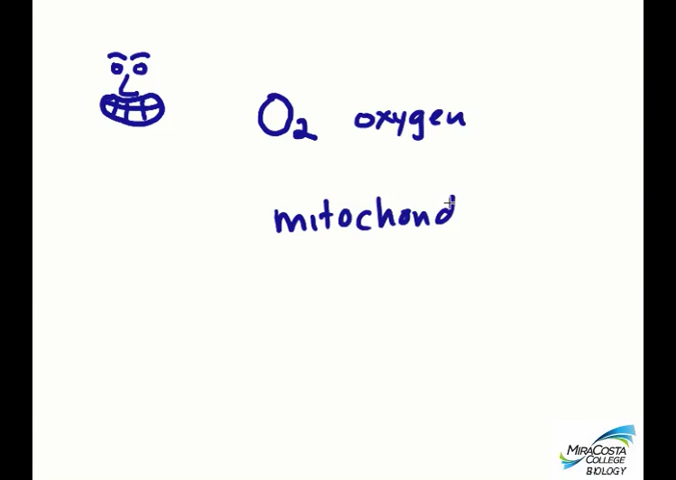 O2 oxygen
mitochond
MIRACOSTA
COLLEGE
BIOLOGY